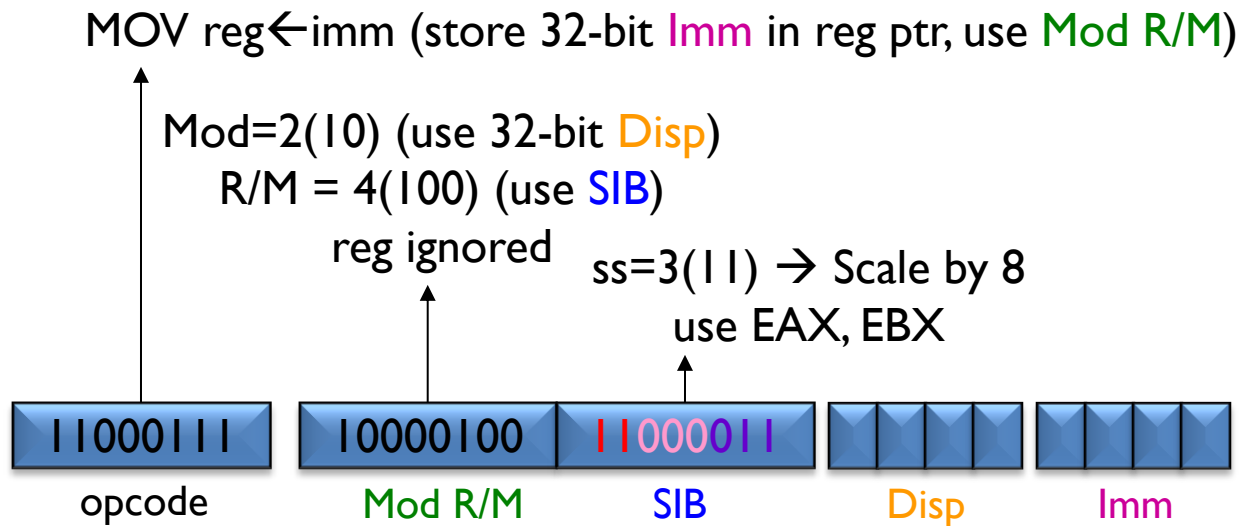 MOV reg←imm (store 32-bit Imm in reg ptr, use Mod R/M)
Mod=2(10) (use 32-bit Disp)
R/M = 4(100) (use SIB)
reg ignored
ss=3(11) → Scale by 8
use EAX, EBX
11000111 10000100 11000011
opcode Mod R/M SIB Disp Imm